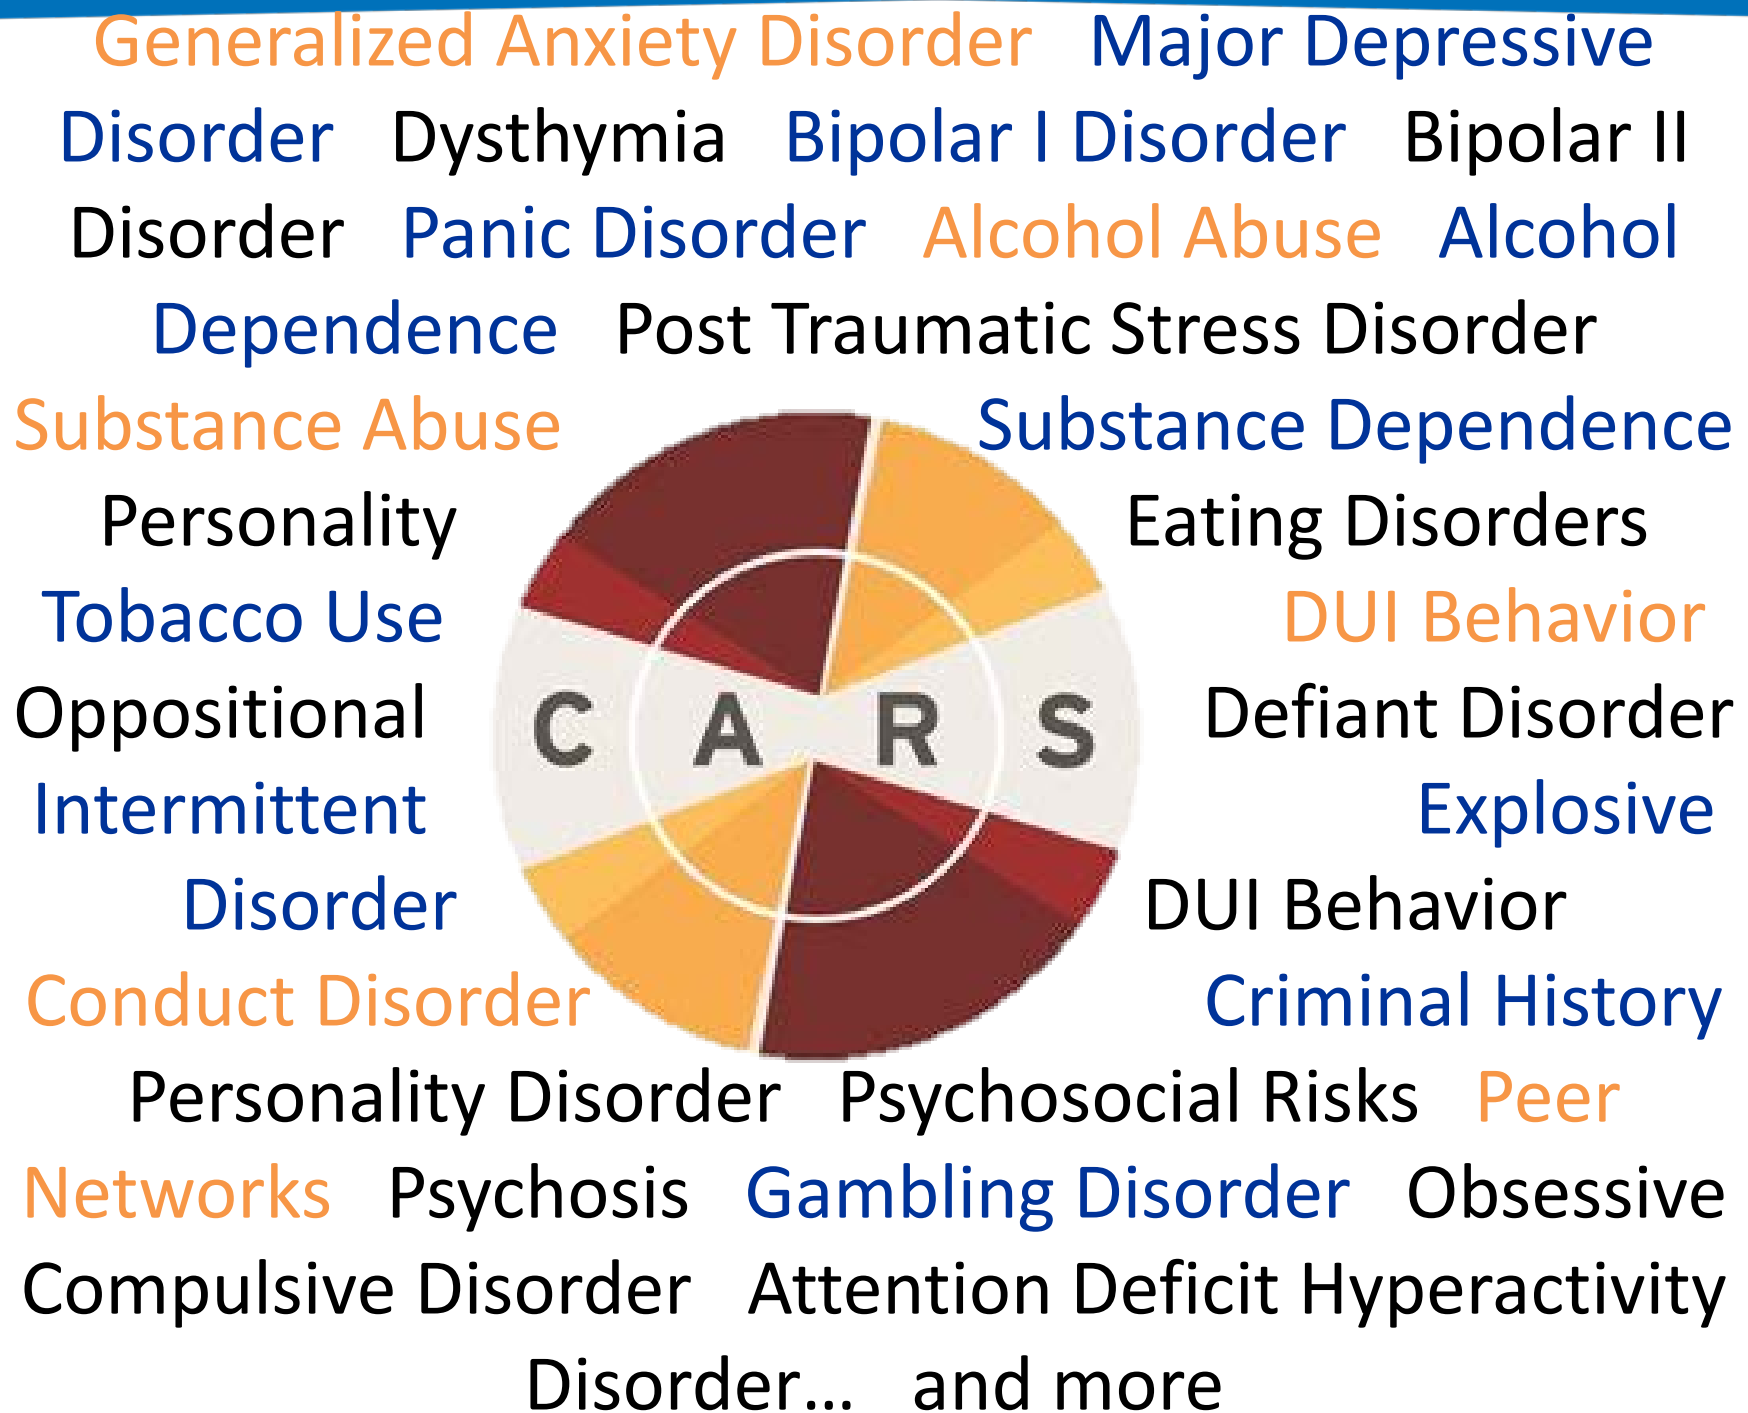 Generalized Anxiety Disorder Major Depressive
Disorder Dysthymia Bipolar I Disorder Bipolar II
Disorder Panic Disorder Alcohol Abuse Alcohol
Dependence Post Traumatic Stress Disorder
Substance Abuse Substance Dependence
Personality Eating Disorders
Tobacco Use DUI Behavior
Oppositional Defiant Disorder
C A R S
Intermittent Explosive
Disorder DUI Behavior
Conduct Disorder Criminal History
Personality Disorder Psychosocial Risks Peer
Networks Psychosis Gambling Disorder Obsessive
Compulsive Disorder Attention Deficit Hyperactivity
Disorder... and more